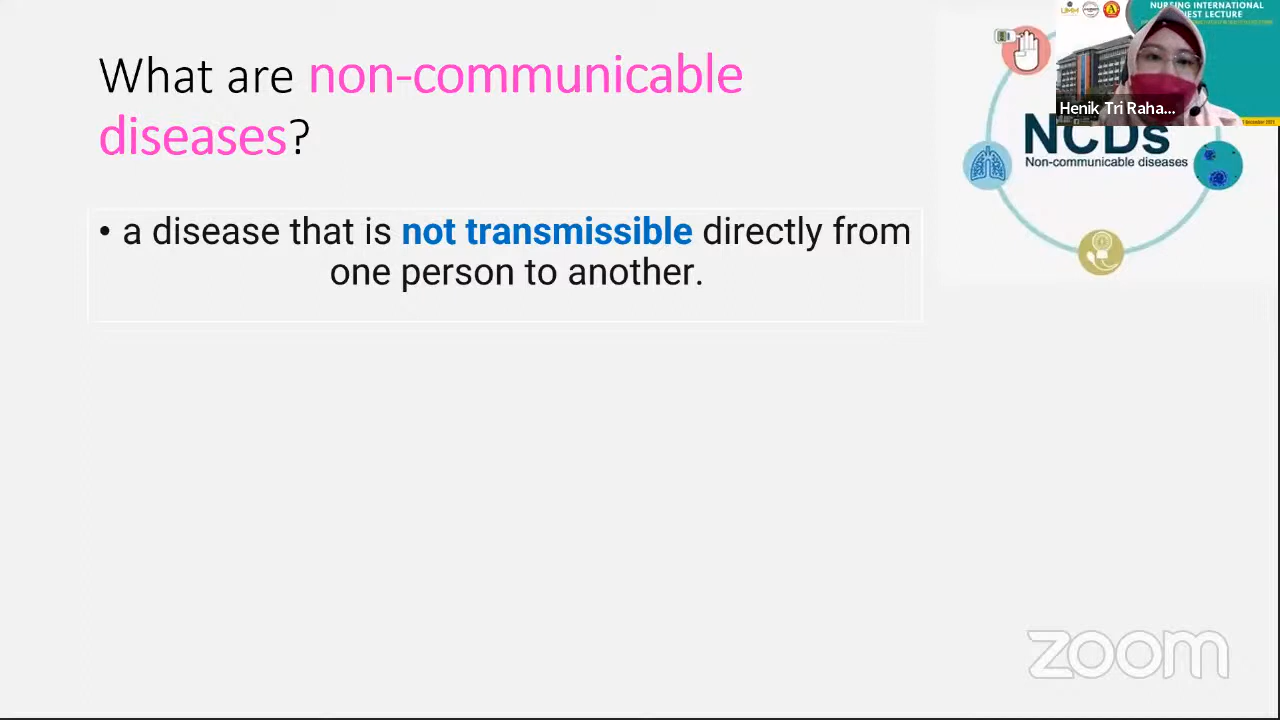 NURSING INTERNATIONAL
GUEST LECTURE
What are non-communicable
diseases?
Henik Tri Raha...
NCDs
Non-communicable diseases
• a disease that is not transmissible directly from
one person to another.
zoom